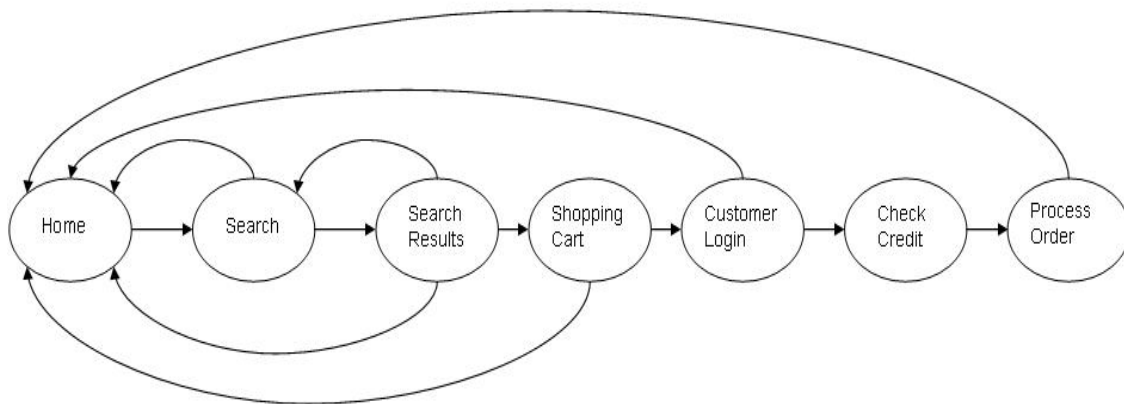 Home
Search
Search
Results
Shopping
Cart
Customer
Login
Check
Credit
Process
Order